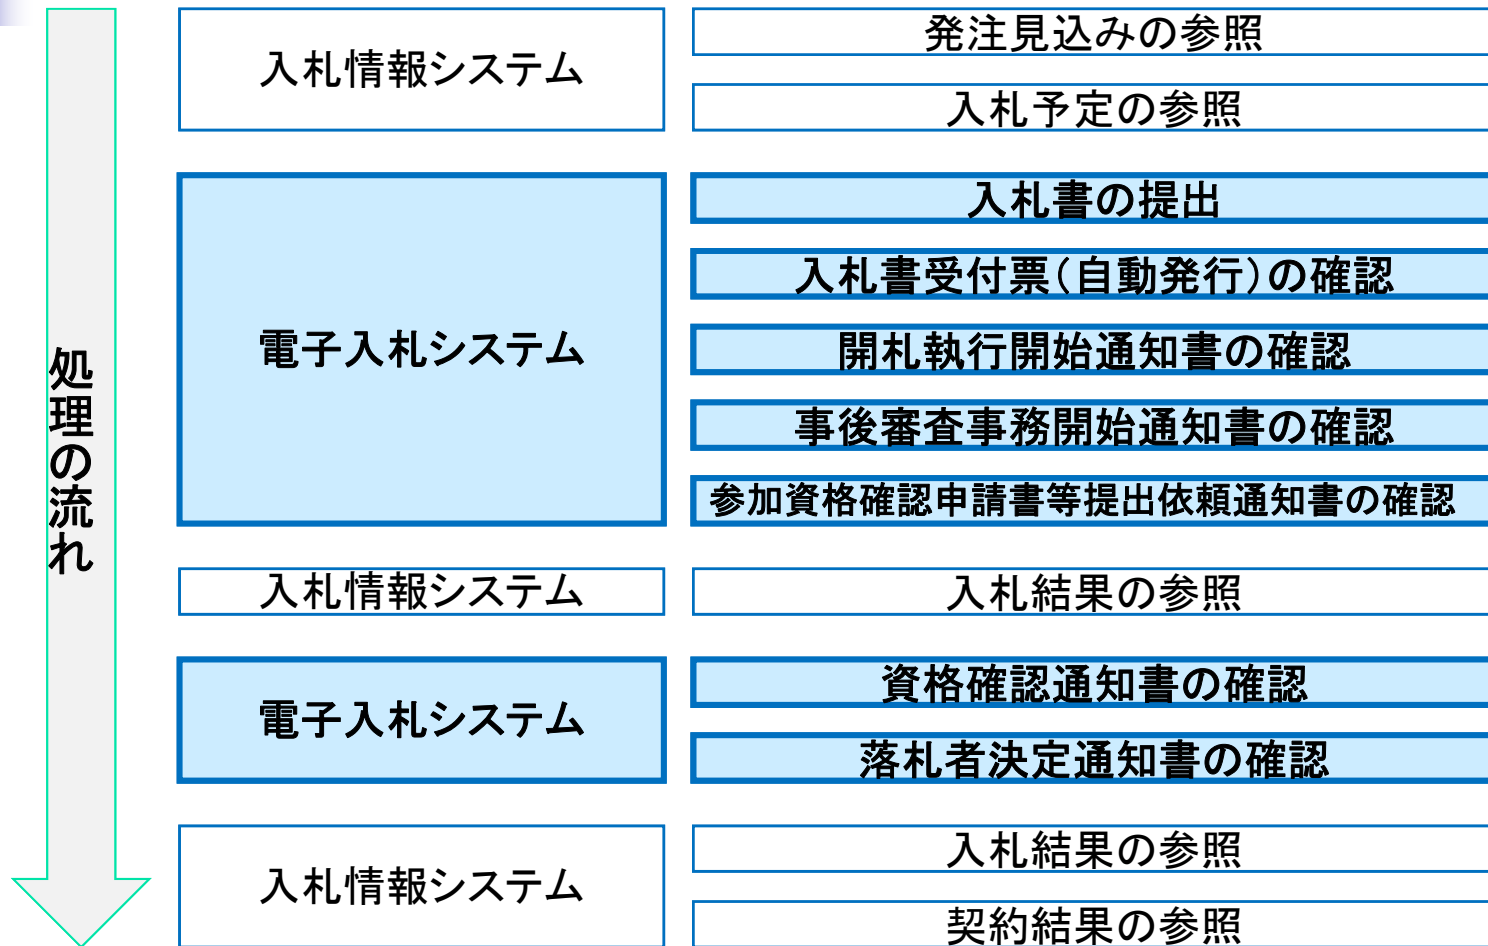 処理の流れ
入札情報システム
発注見込みの参照
入札予定の参照
電子入札システム
入札書の提出
入札書受付票(自動発行)の確認
開札執行開始通知書の確認
事後審査事務開始通知書の確認
参加資格確認申請書等提出依頼通知書の確認
入札情報システム
入札結果の参照
電子入札システム
資格確認通知書の確認
落札者決定通知書の確認
入札情報システム
入札結果の参照
契約結果の参照